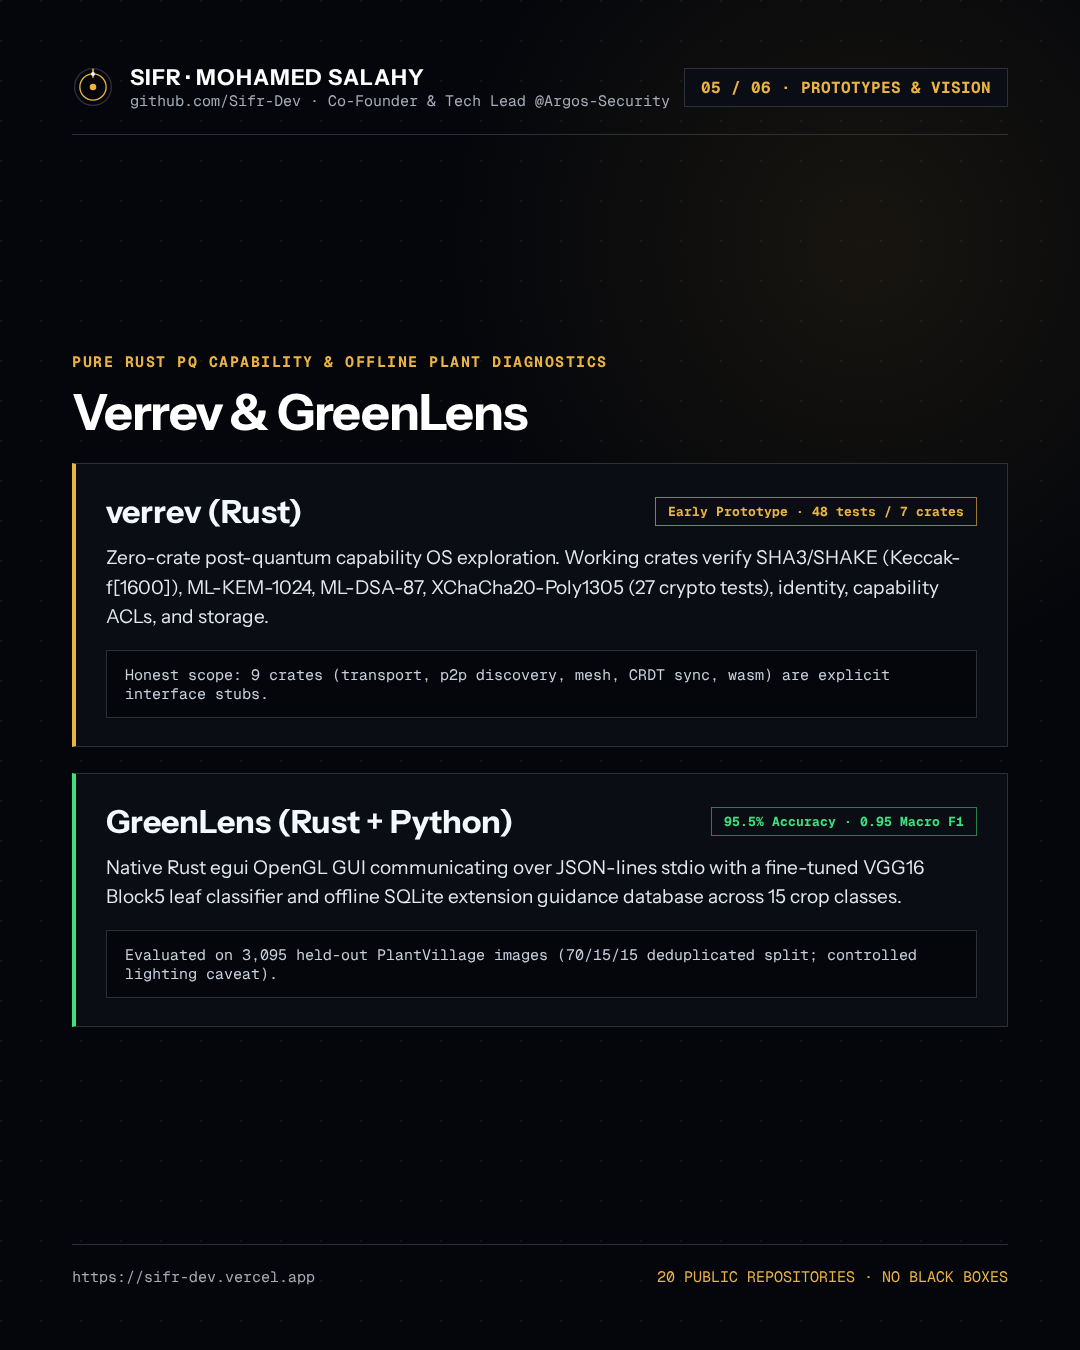 SIFR · MOHAMED SALAHY
github.com/Sifr-Dev · Co-Founder & Tech Lead @Argos-Security
05 / 06 · PROTOTYPES & VISION
PURE RUST PQ CAPABILITY & OFFLINE PLANT DIAGNOSTICS
Verrev & GreenLens
verrev (Rust)
Early Prototype · 48 tests / 7 crates
Zero-crate post-quantum capability OS exploration. Working crates verify SHA3/SHAKE (Keccak-
f[1600]), ML-KEM-1024, ML-DSA-87, XChaCha20-Poly1305 (27 crypto tests), identity, capability
ACLs, and storage.
Honest scope: 9 crates (transport, p2p discovery, mesh, CRDT sync, wasm) are explicit
interface stubs.
GreenLens (Rust + Python)
95.5% Accuracy · 0.95 Macro F1
Native Rust egui OpenGL GUI communicating over JSON-lines stdio with a fine-tuned VGG16
Block5 leaf classifier and offline SQLite extension guidance database across 15 crop classes.
Evaluated on 3,095 held-out PlantVillage images (70/15/15 deduplicated split; controlled
lighting caveat).
https://sifr-dev.vercel.app
20 PUBLIC REPOSITORIES · NO BLACK BOXES